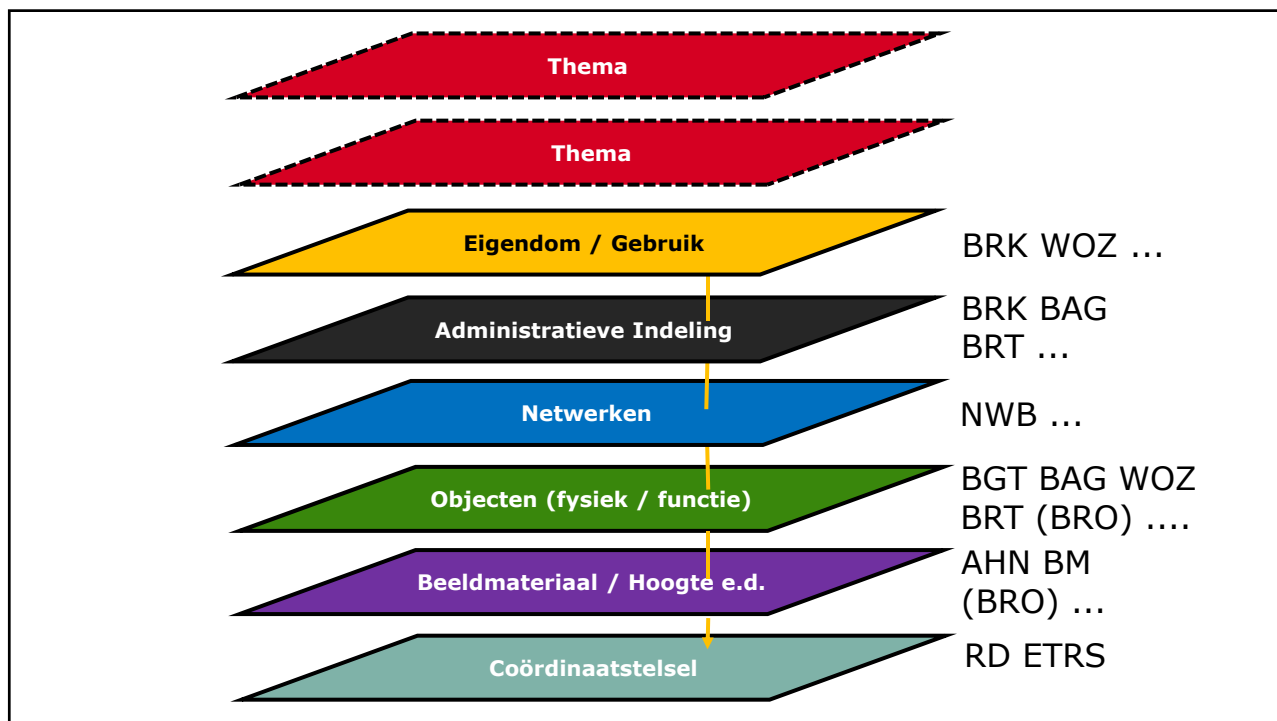 Thema
Thema
Eigendom / Gebruik
BRK WOZ ...
Administratieve Indeling
BRK BAG
BRT ...
Netwerken
NWB ...
Objecten (fysiek / functie)
BGT BAG WOZ
BRT (BRO) ....
Beeldmateriaal / Hoogte e.d.
AHN BM
(BRO) ...
Coördinaatstelsel
RD ETRS